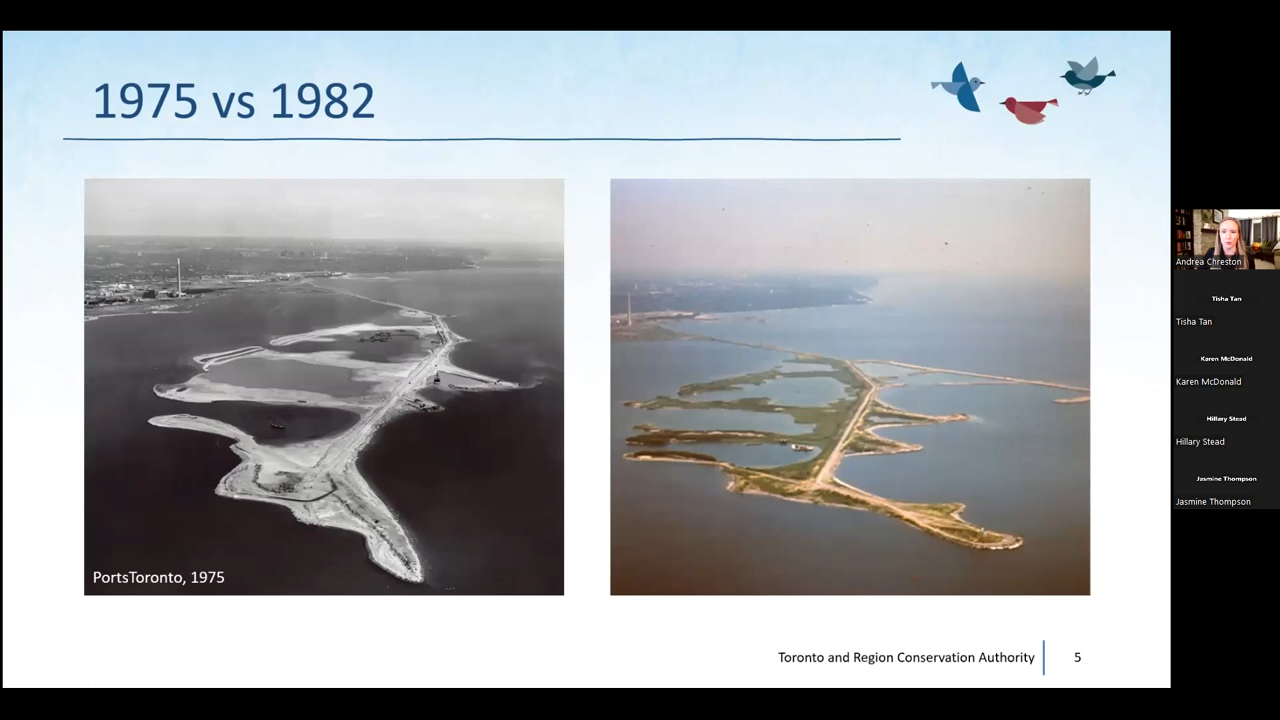 1975 vs 1982
PortsToronto, 1975
Toronto and Region Conservation Authority
5
Andrea Chreston
Tisha Tan
Tisha Tan
Karen McDonald
Karen McDonald
Hillary Stead
Hillary Stead
Jasmine Thompson
Jasmine Thompson